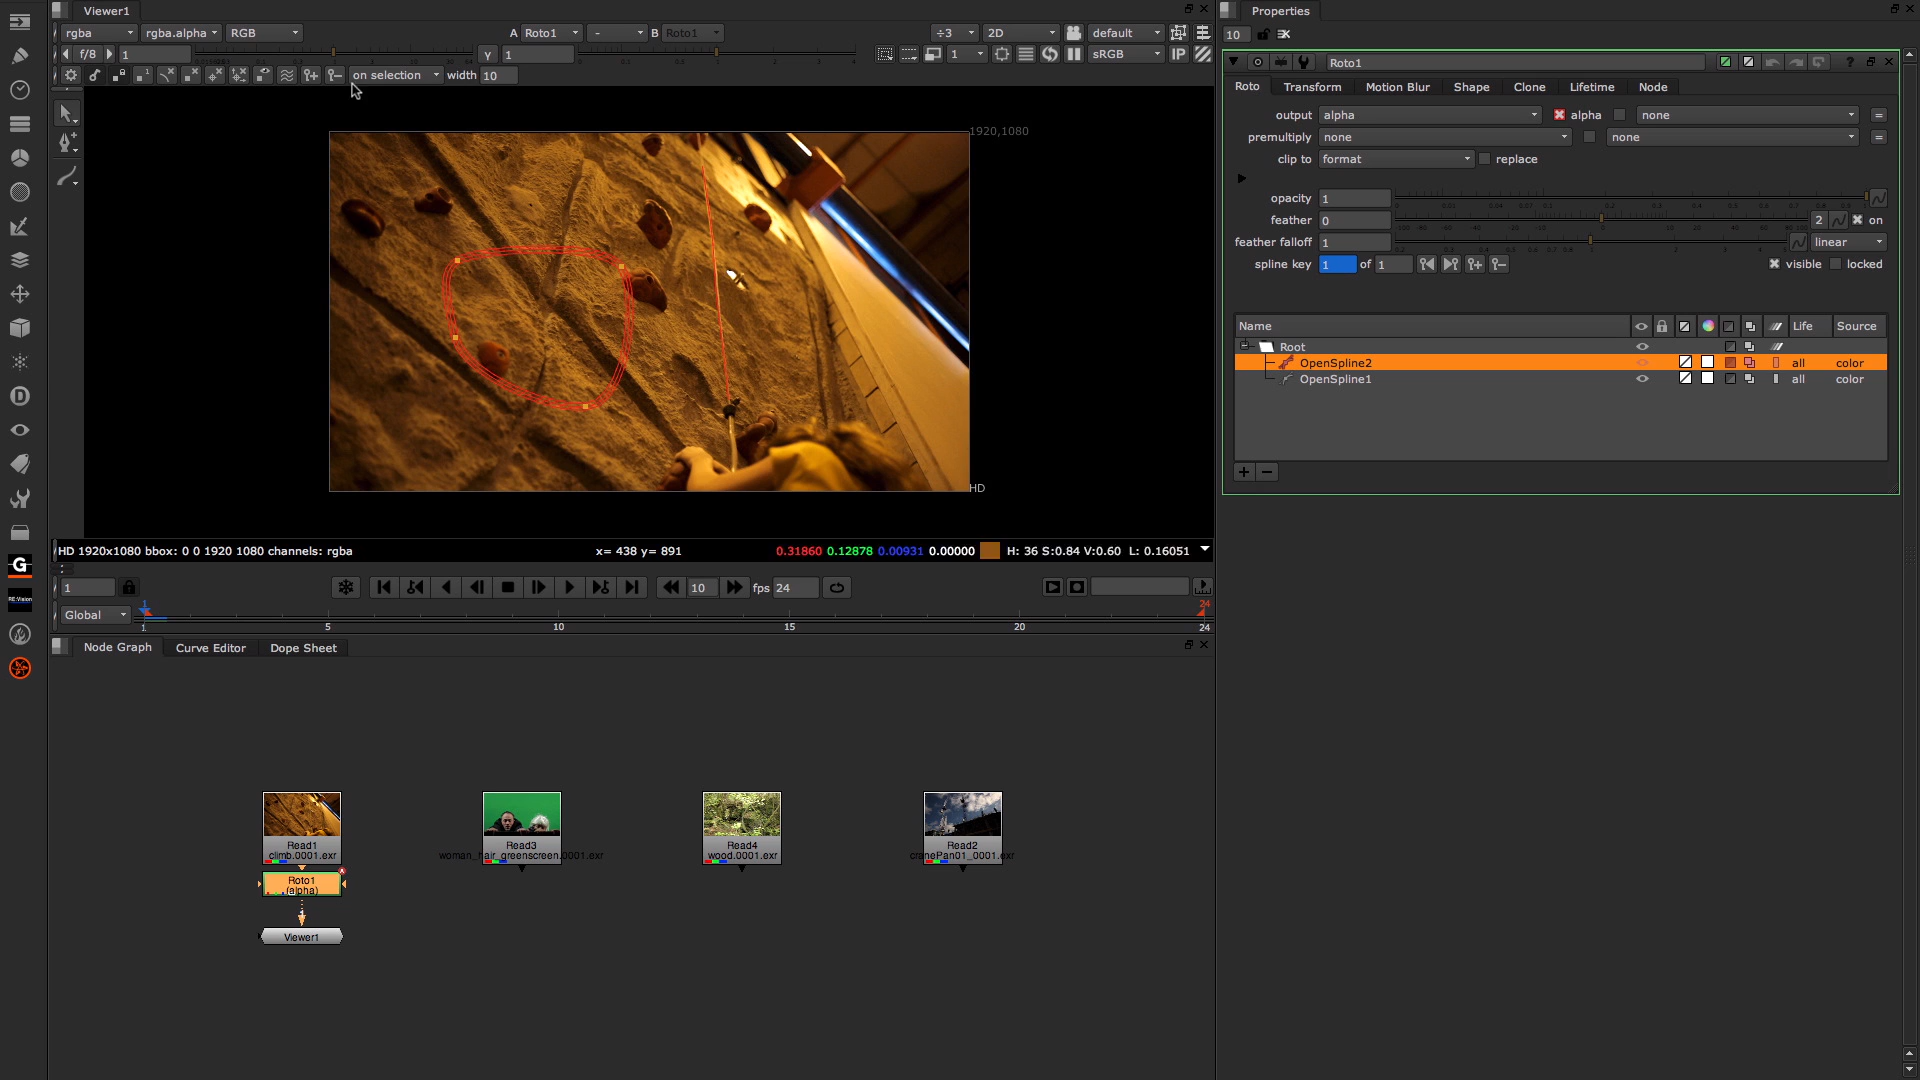 Viewer1
Properties
rgba rgba.alpha RGB A Roto1 - B Roto1 ÷3 2D default
10
f/8 1 Y 1 1 sRGB IP
on selection width 10
Roto1
Roto Transform Motion Blur Shape Clone Lifetime Node
output alpha alpha none =
premultiply none none =
clip to format replace
opacity 1
feather 0 2 on
feather falloff 1 linear
spline key 1 of 1 visible locked
Name Life Source
Root
OpenSpline2 all color
OpenSpline1 all color
+ −
1920,1080
HD
HD 1920x1080 bbox: 0 0 1920 1080 channels: rgba x= 438 y= 891 0.31860 0.12878 0.00931 0.00000 H: 36 S:0.84 V:0.60 L: 0.16051
1 10 fps 24
Global 1 24
1 5 10 15 20 24
Node Graph Curve Editor Dope Sheet
D
G
RE:Vision
Read1
climb.0001.exr
Read3
woman_hair_greenscreen.0001.exr
Read4
wood.0001.exr
Read2
cranePan01_0001.exr
Roto1
(alpha)
Viewer1